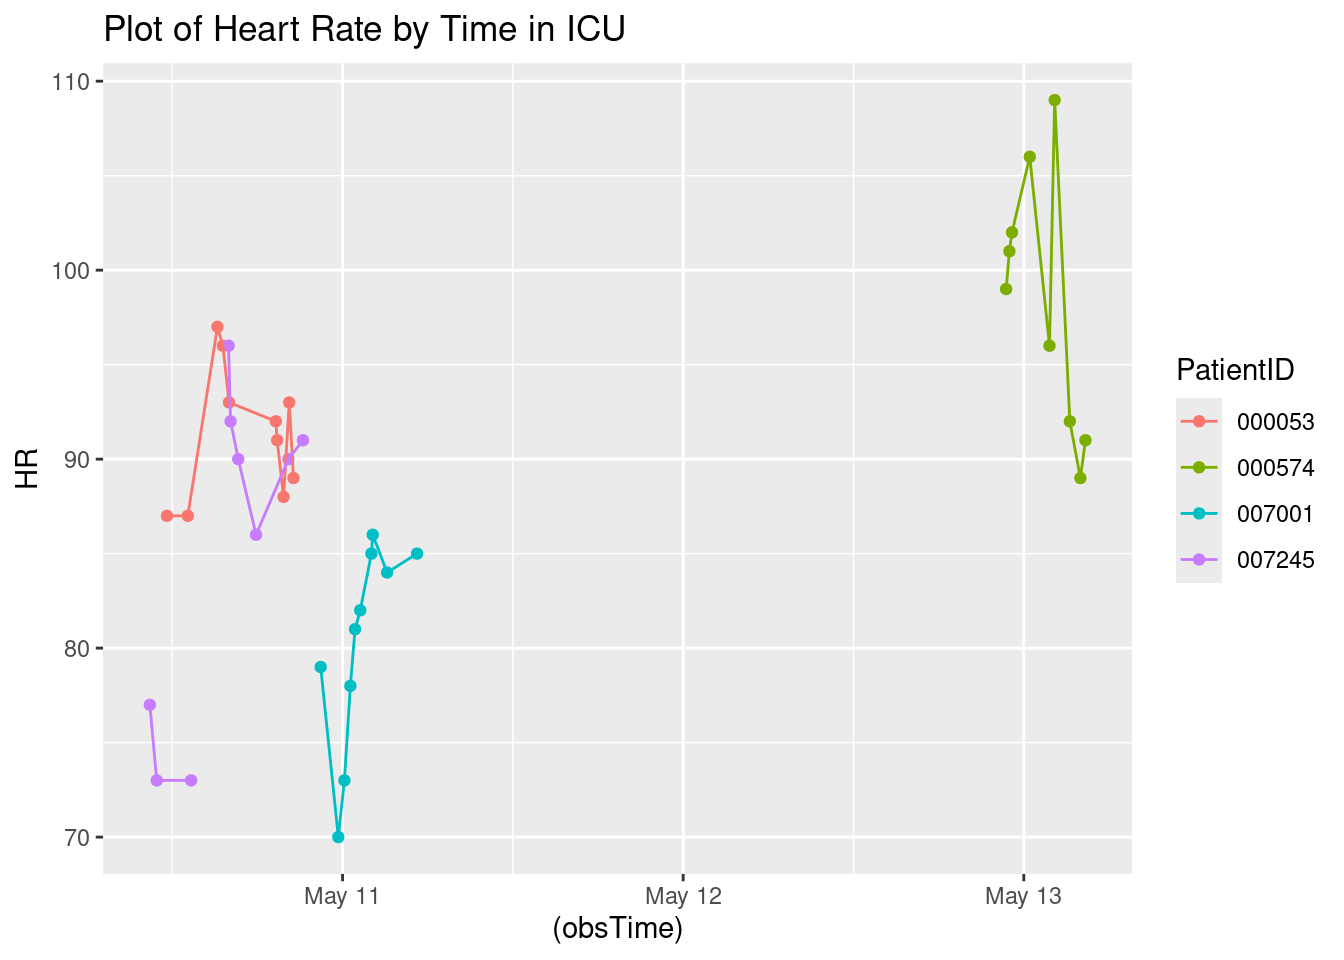 Plot of Heart Rate by Time in ICU
110
100
90
80
70
HR
May 11
May 12
May 13
(obsTime)
PatientID
000053
000574
007001
007245